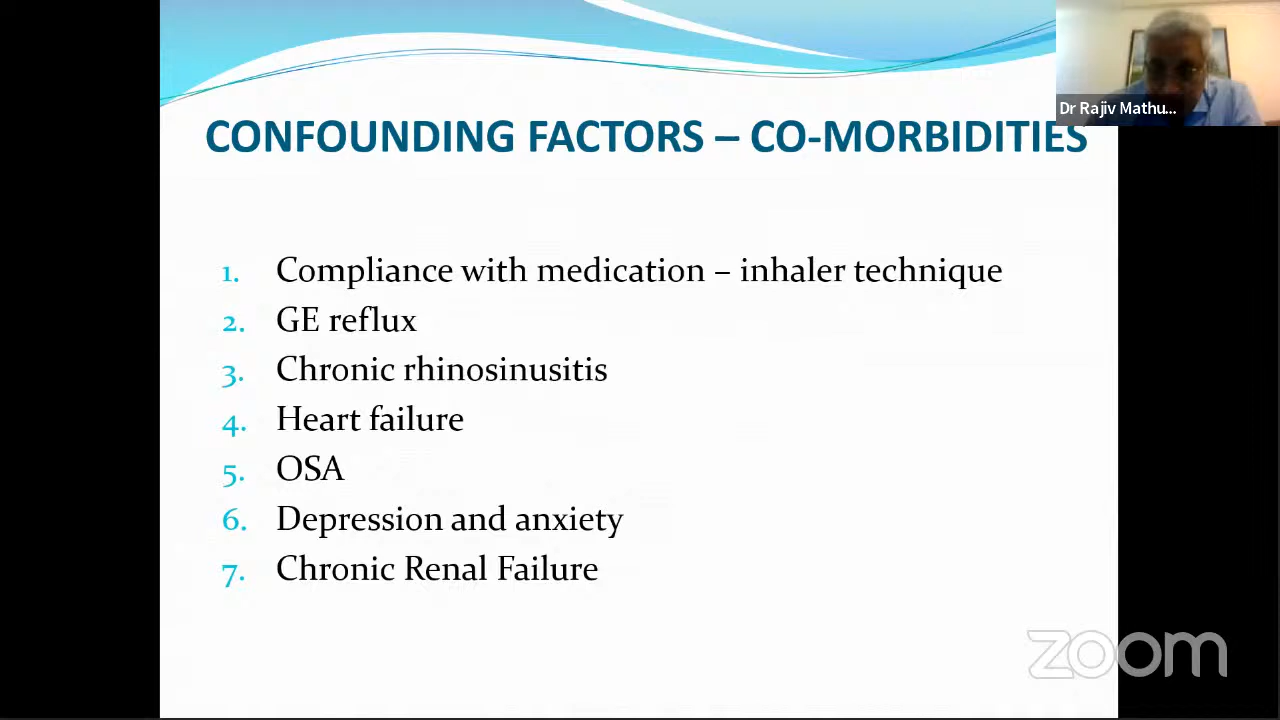 Dr Rajiv Mathu...
CONFOUNDING FACTORS – CO-MORBIDITIES
1. Compliance with medication – inhaler technique
2. GE reflux
3. Chronic rhinosinusitis
4. Heart failure
5. OSA
6. Depression and anxiety
7. Chronic Renal Failure
zoom